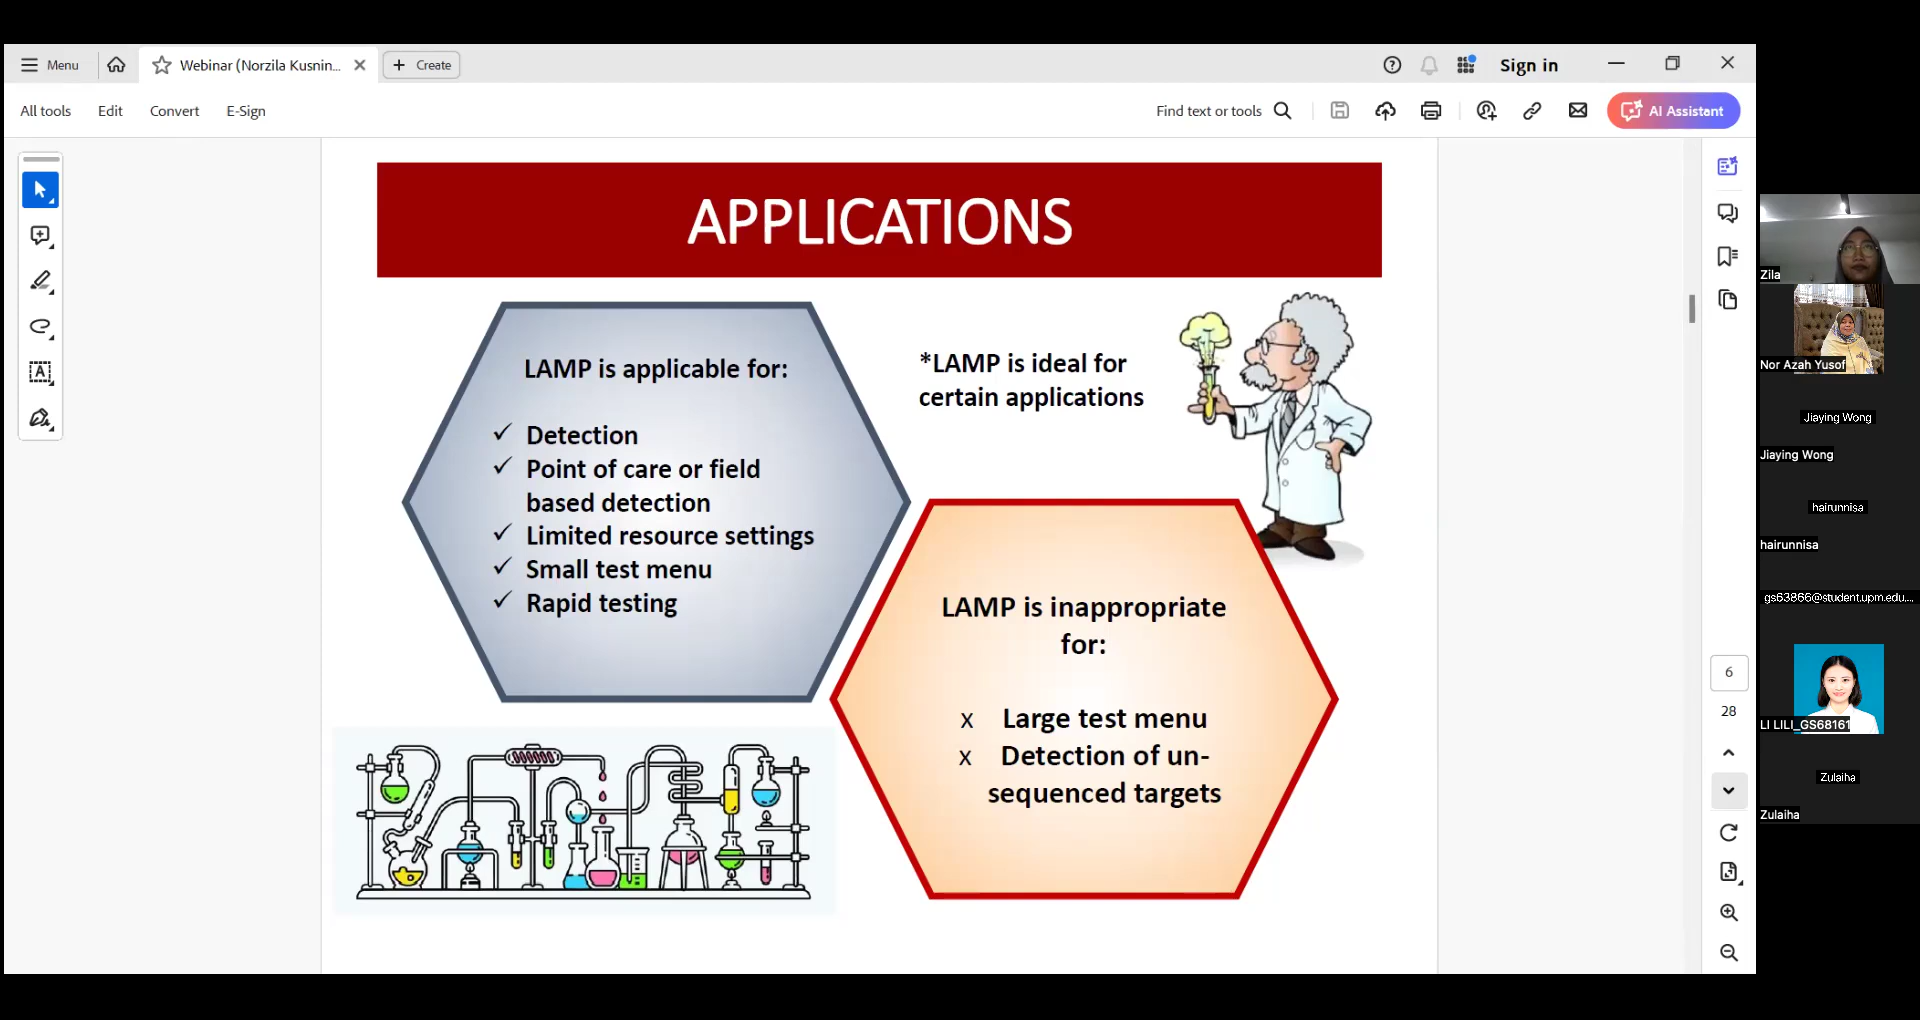 Menu
Webinar (Norzila Kusnin...
Create
Sign in
All tools
Edit
Convert
E-Sign
Find text or tools
AI Assistant
APPLICATIONS
LAMP is applicable for:
✓ Detection
✓ Point of care or field
based detection
✓ Limited resource settings
✓ Small test menu
✓ Rapid testing
*LAMP is ideal for
certain applications
LAMP is inappropriate
for:
x Large test menu
x Detection of un-
sequenced targets
6
28
Zila
Nor Azah Yusof
Jiaying Wong
Jiaying Wong
hairunnisa
hairunnisa
gs63866@student.upm.edu,...
LI LILI_GS68161
Zulaiha
Zulaiha